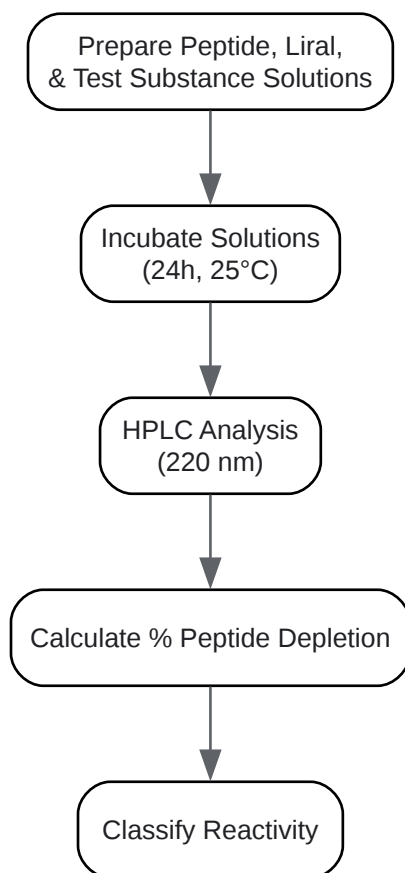 Prepare Peptide, Liral,
& Test Substance Solutions
Incubate Solutions
(24h, 25°C)
HPLC Analysis
(220 nm)
Calculate % Peptide Depletion
Classify Reactivity